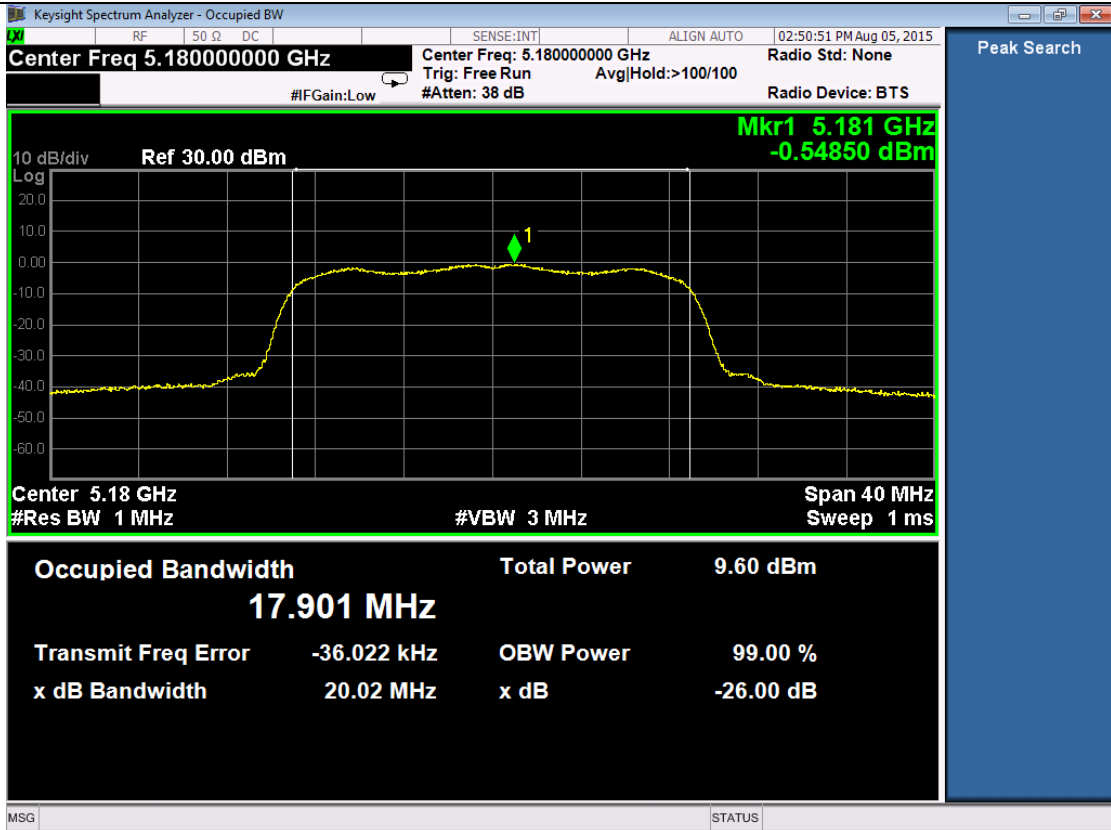 Keysight Spectrum Analyzer - Occupied BW
LXI RF 50 Ω DC SENSE:INT ALIGN AUTO 02:50:51 PM Aug 05, 2015
Center Freq 5.180000000 GHz
Center Freq: 5.180000000 GHz Radio Std: None
Trig: Free Run Avg|Hold:>100/100
#IFGain:Low #Atten: 38 dB Radio Device: BTS
Peak Search
Mkr1 5.181 GHz
-0.54850 dBm
10 dB/div Ref 30.00 dBm
Log
20.0
10.0
1
0.00
-10.0
-20.0
-30.0
-40.0
-50.0
-60.0
Center 5.18 GHz Span 40 MHz
#Res BW 1 MHz #VBW 3 MHz Sweep 1 ms
Occupied Bandwidth Total Power 9.60 dBm
17.901 MHz
Transmit Freq Error -36.022 kHz OBW Power 99.00 %
x dB Bandwidth 20.02 MHz x dB -26.00 dB
MSG STATUS